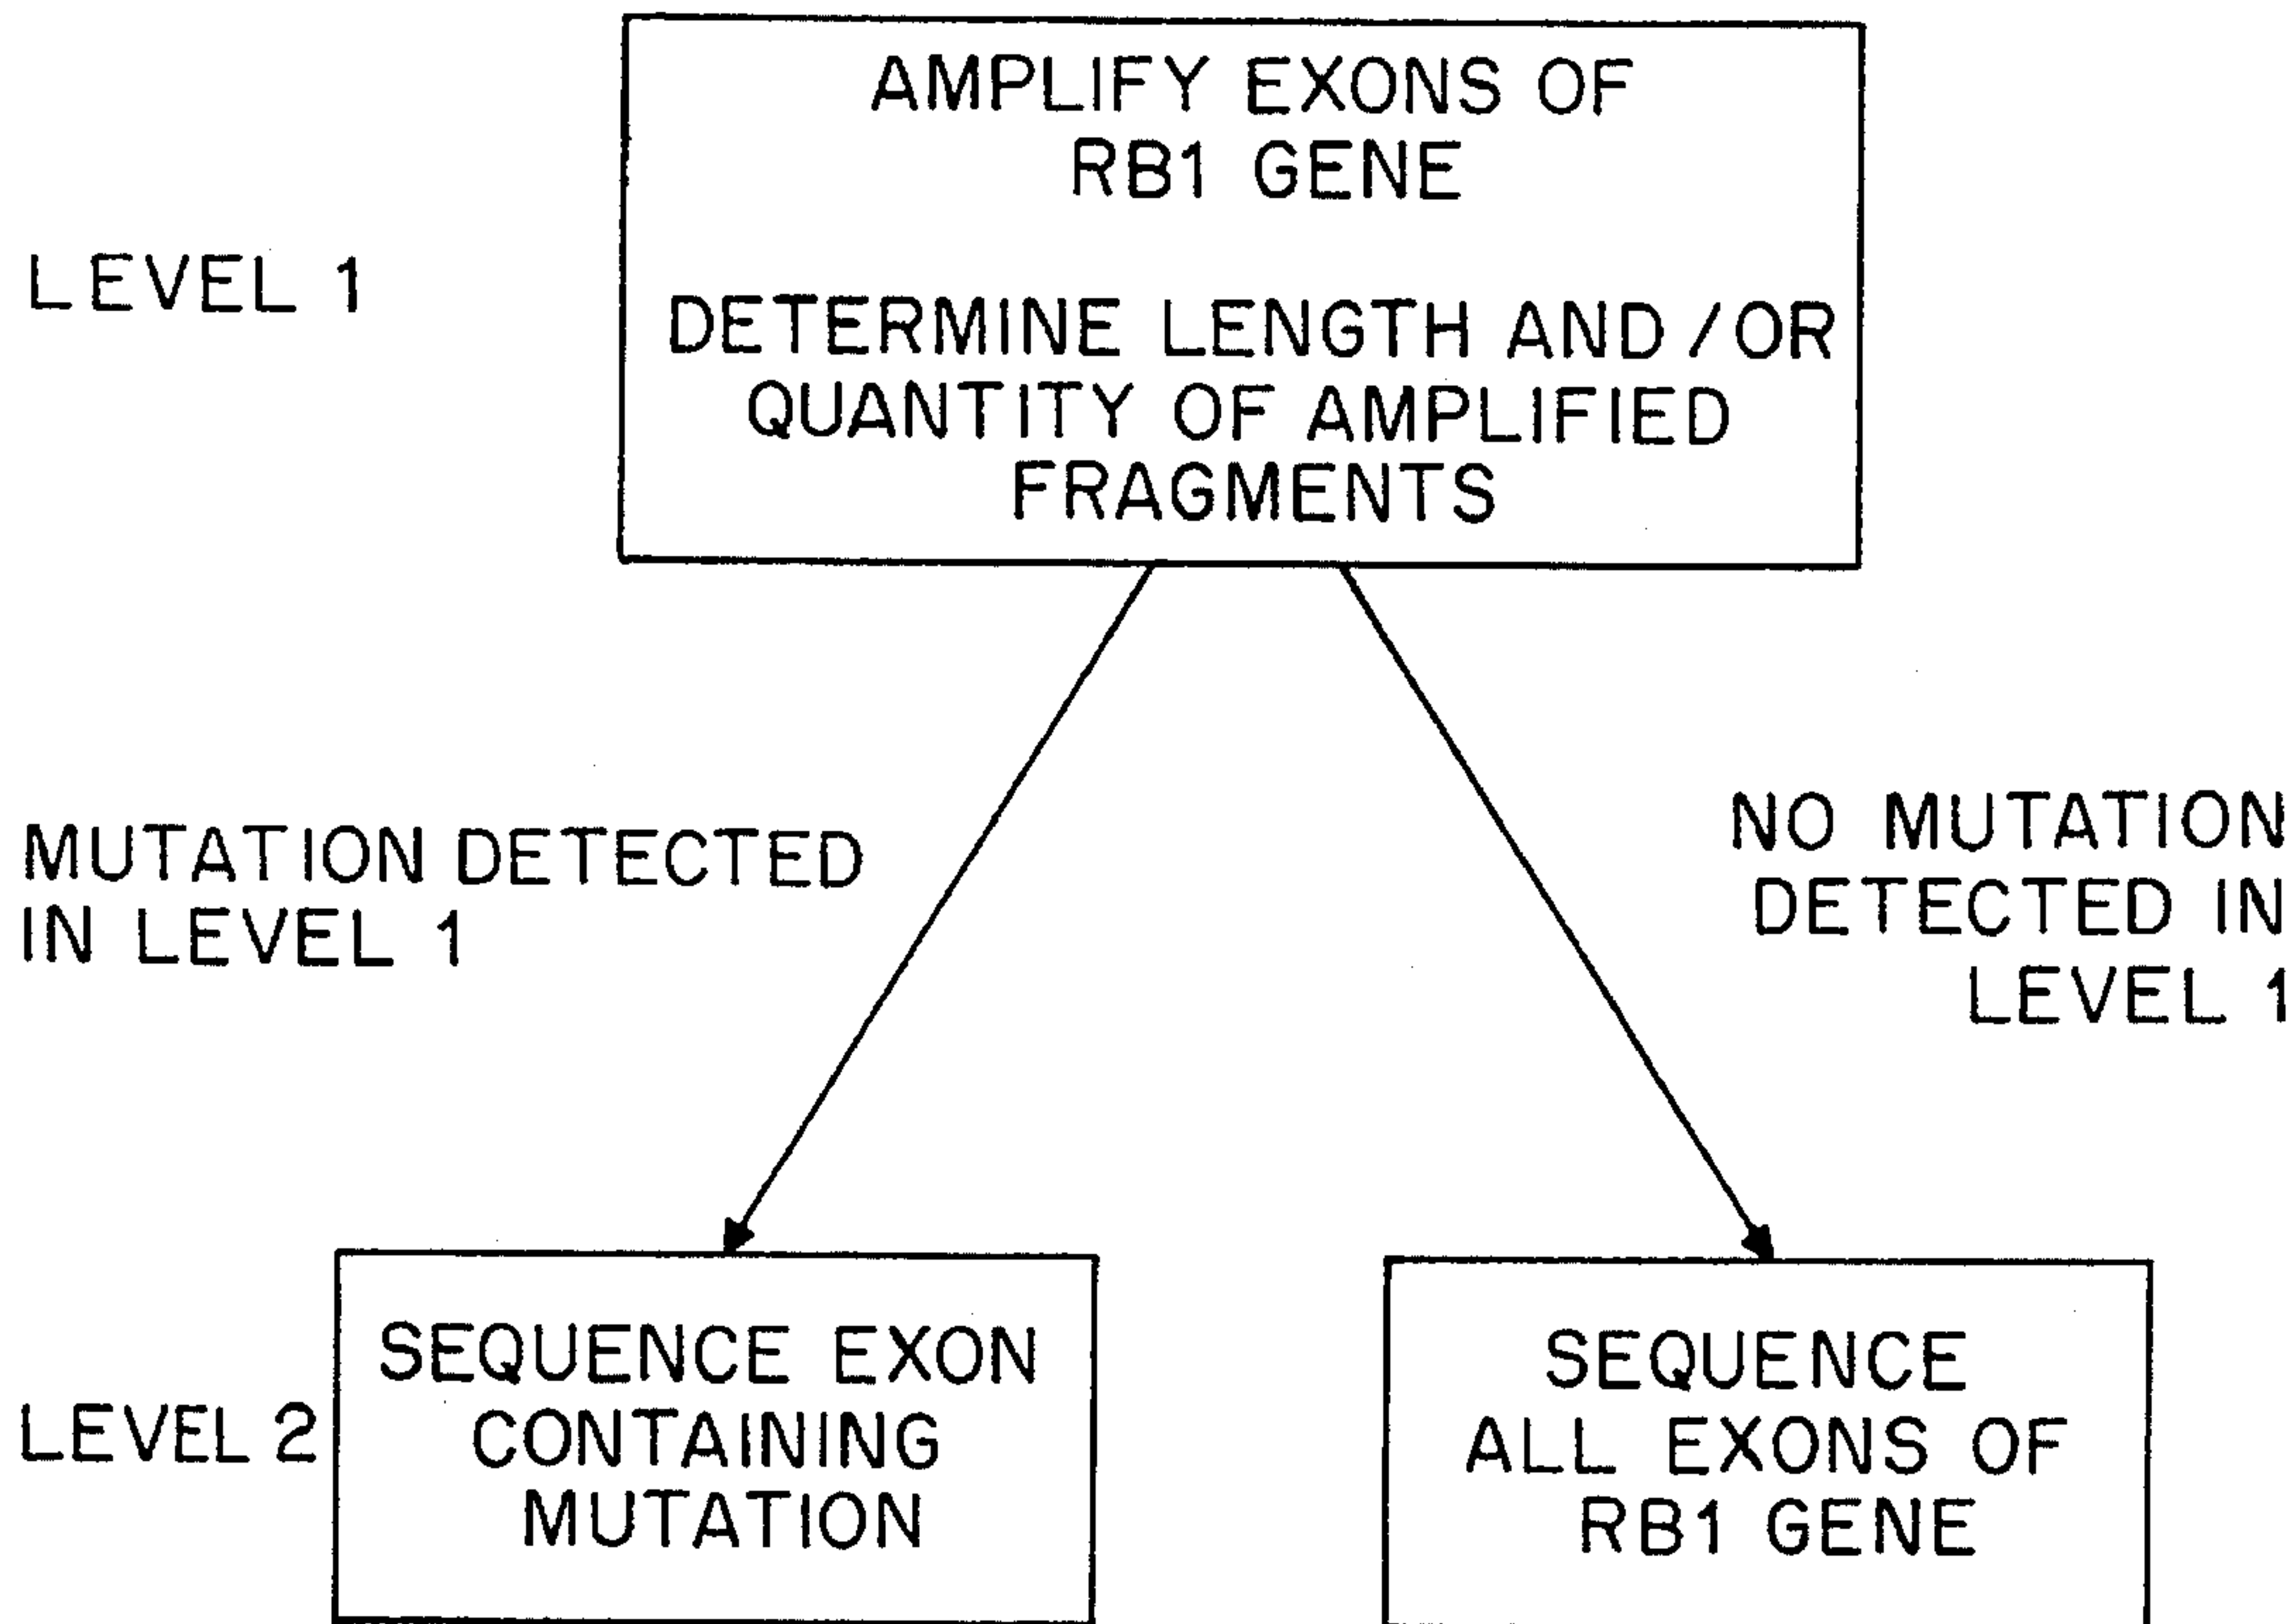 AMPLIFY EXONS OF
RB1 GENE
LEVEL 1
DETERMINE LENGTH AND/OR
QUANTITY OF AMPLIFIED
FRAGMENTS
MUTATION DETECTED
IN LEVEL 1
NO MUTATION
DETECTED IN
LEVEL 1
LEVEL 2
SEQUENCE EXON
CONTAINING
MUTATION
SEQUENCE
ALL EXONS OF
RB1 GENE